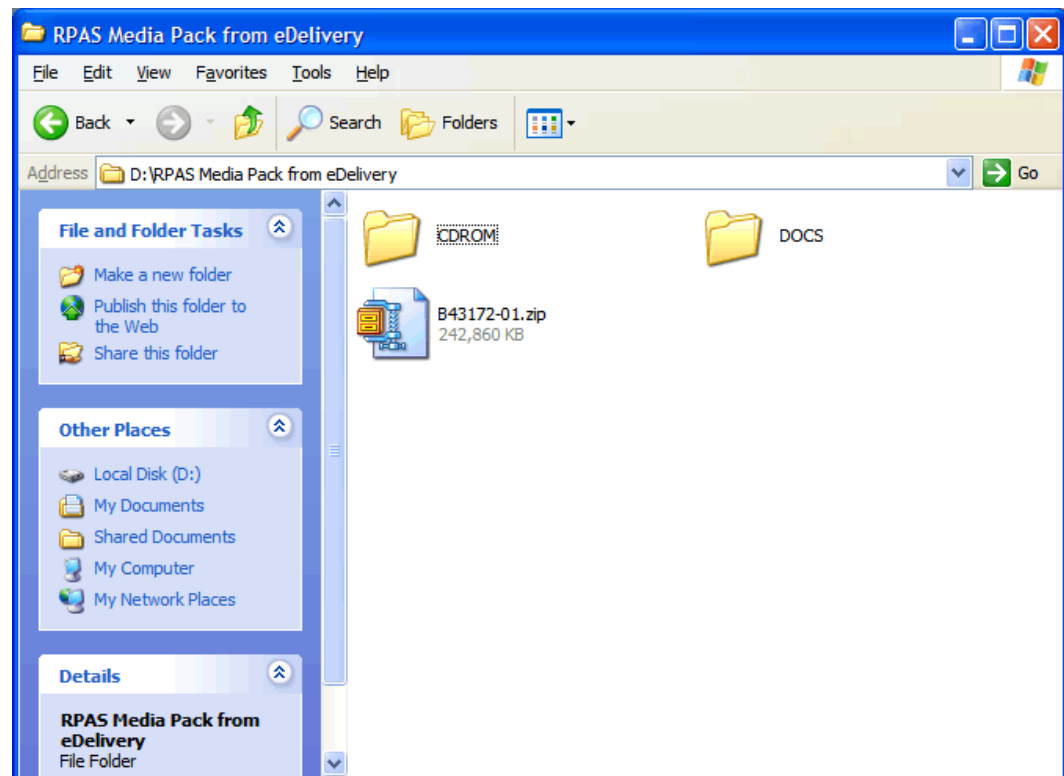 RPAS Media Pack from eDelivery
File Edit View Favorites Tools Help
Back Search Folders
Address D:\RPAS Media Pack from eDelivery Go
File and Folder Tasks
Make a new folder
Publish this folder to
the Web
Share this folder
Other Places
Local Disk (D:)
My Documents
Shared Documents
My Computer
My Network Places
Details
RPAS Media Pack from
eDelivery
File Folder
CDROM
DOCS
B43172-01.zip
242,860 KB